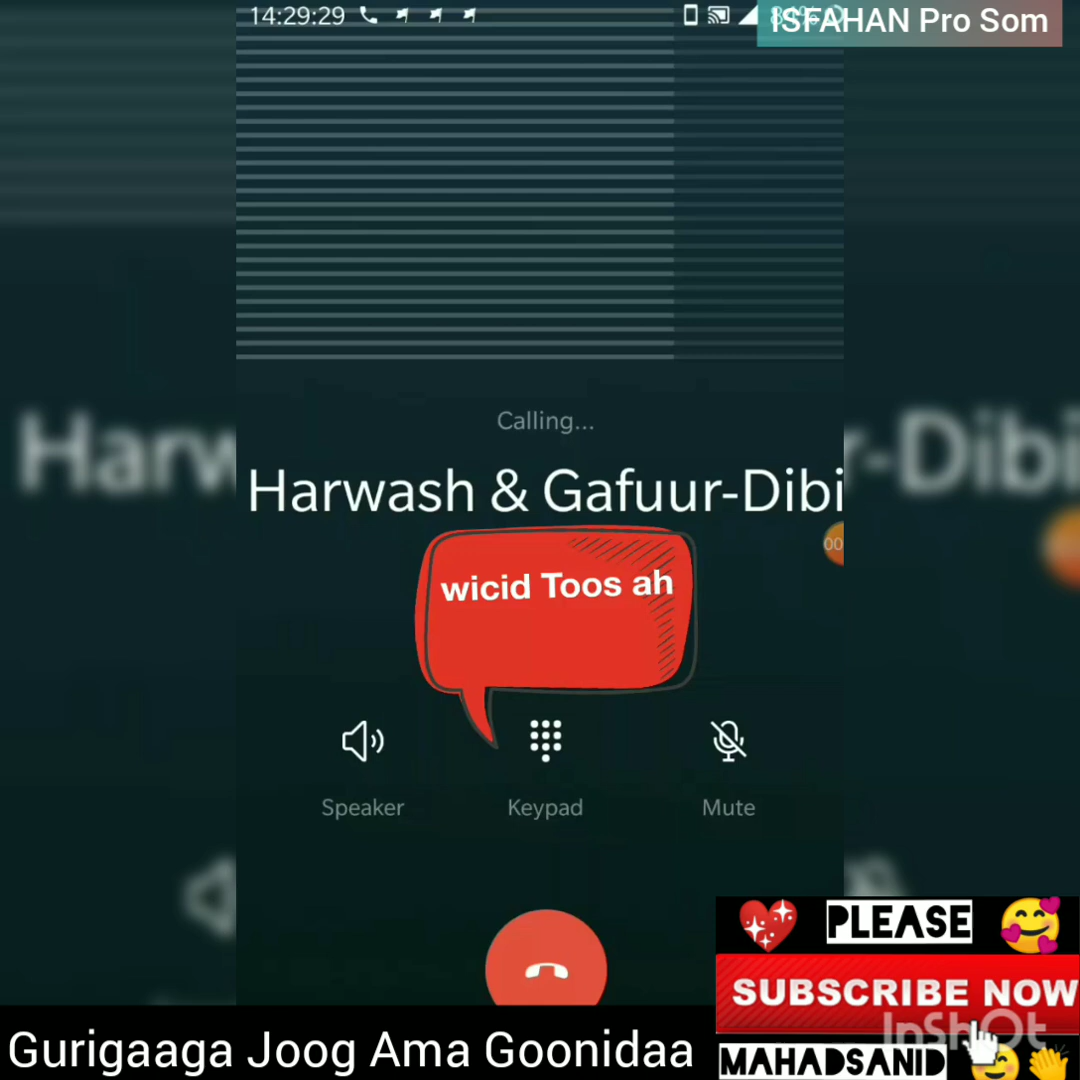 14:29:29
ISFAHAN Pro Som
Calling...
Harwash & Gafuur-Dibi
00
wicid Toos ah
Speaker
Keypad
Mute
PLEASE
SUBSCRIBE NOW
InShOt
Gurigaaga Joog Ama Goonidaa
MAHADSANID